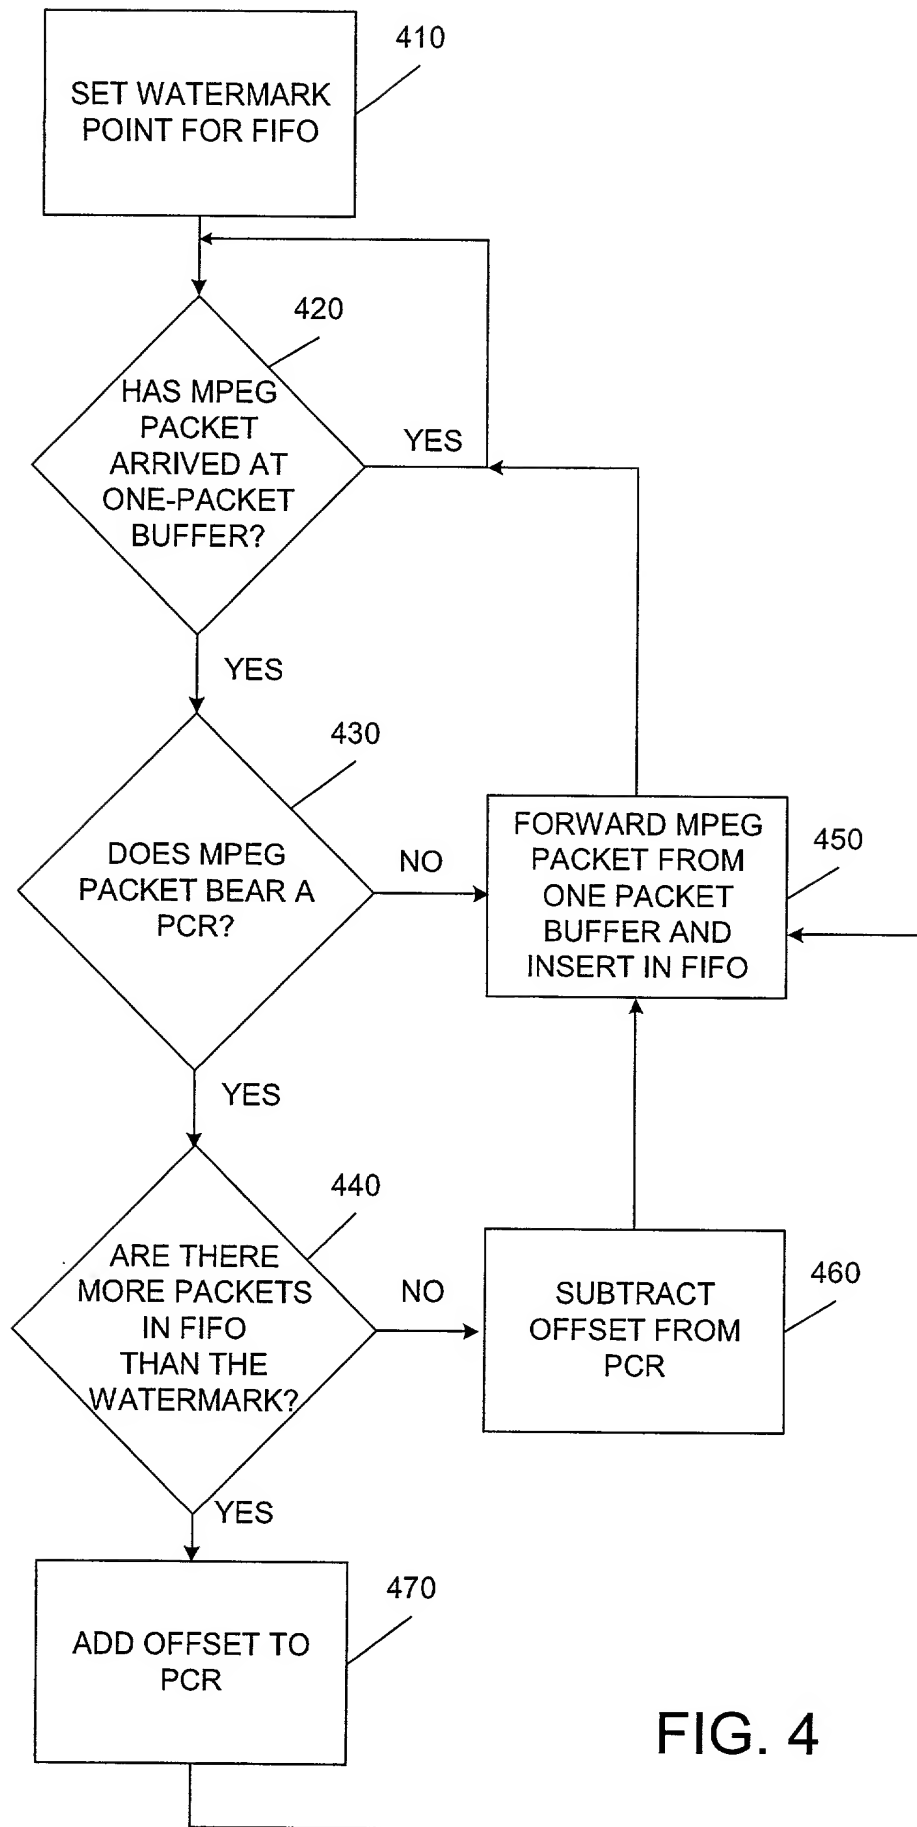 410
SET WATERMARK
POINT FOR FIFO
420
HAS MPEG
PACKET
ARRIVED AT
ONE-PACKET
BUFFER?
YES
YES
430
DOES MPEG
PACKET BEAR A
PCR?
NO
FORWARD MPEG
PACKET FROM
ONE PACKET
BUFFER AND
INSERT IN FIFO
450
YES
440
ARE THERE
MORE PACKETS
IN FIFO
THAN THE
WATERMARK?
NO
SUBTRACT
OFFSET FROM
PCR
460
YES
470
ADD OFFSET TO
PCR
FIG. 4